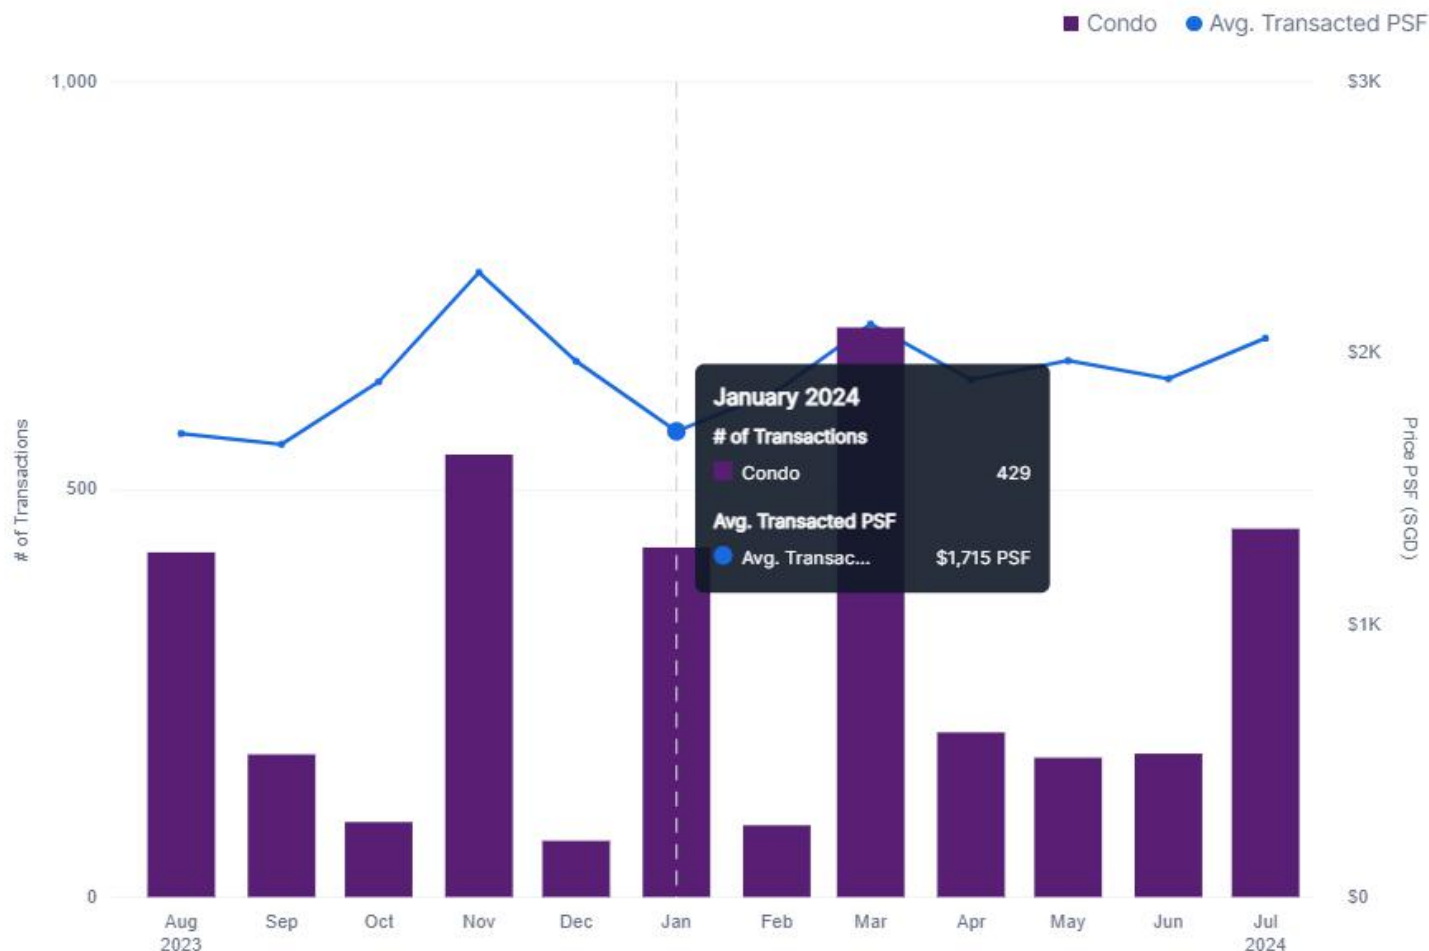 Condo Avg. Transacted PSF
1,000
500
0
# of Transactions
$3K
$2K
$1K
$0
Price PSF (SGD)
January 2024
# of Transactions
Condo 429
Avg. Transacted PSF
Avg. Transac... $1,715 PSF
Aug Sep Oct Nov Dec Jan Feb Mar Apr May Jun Jul
2023 2024